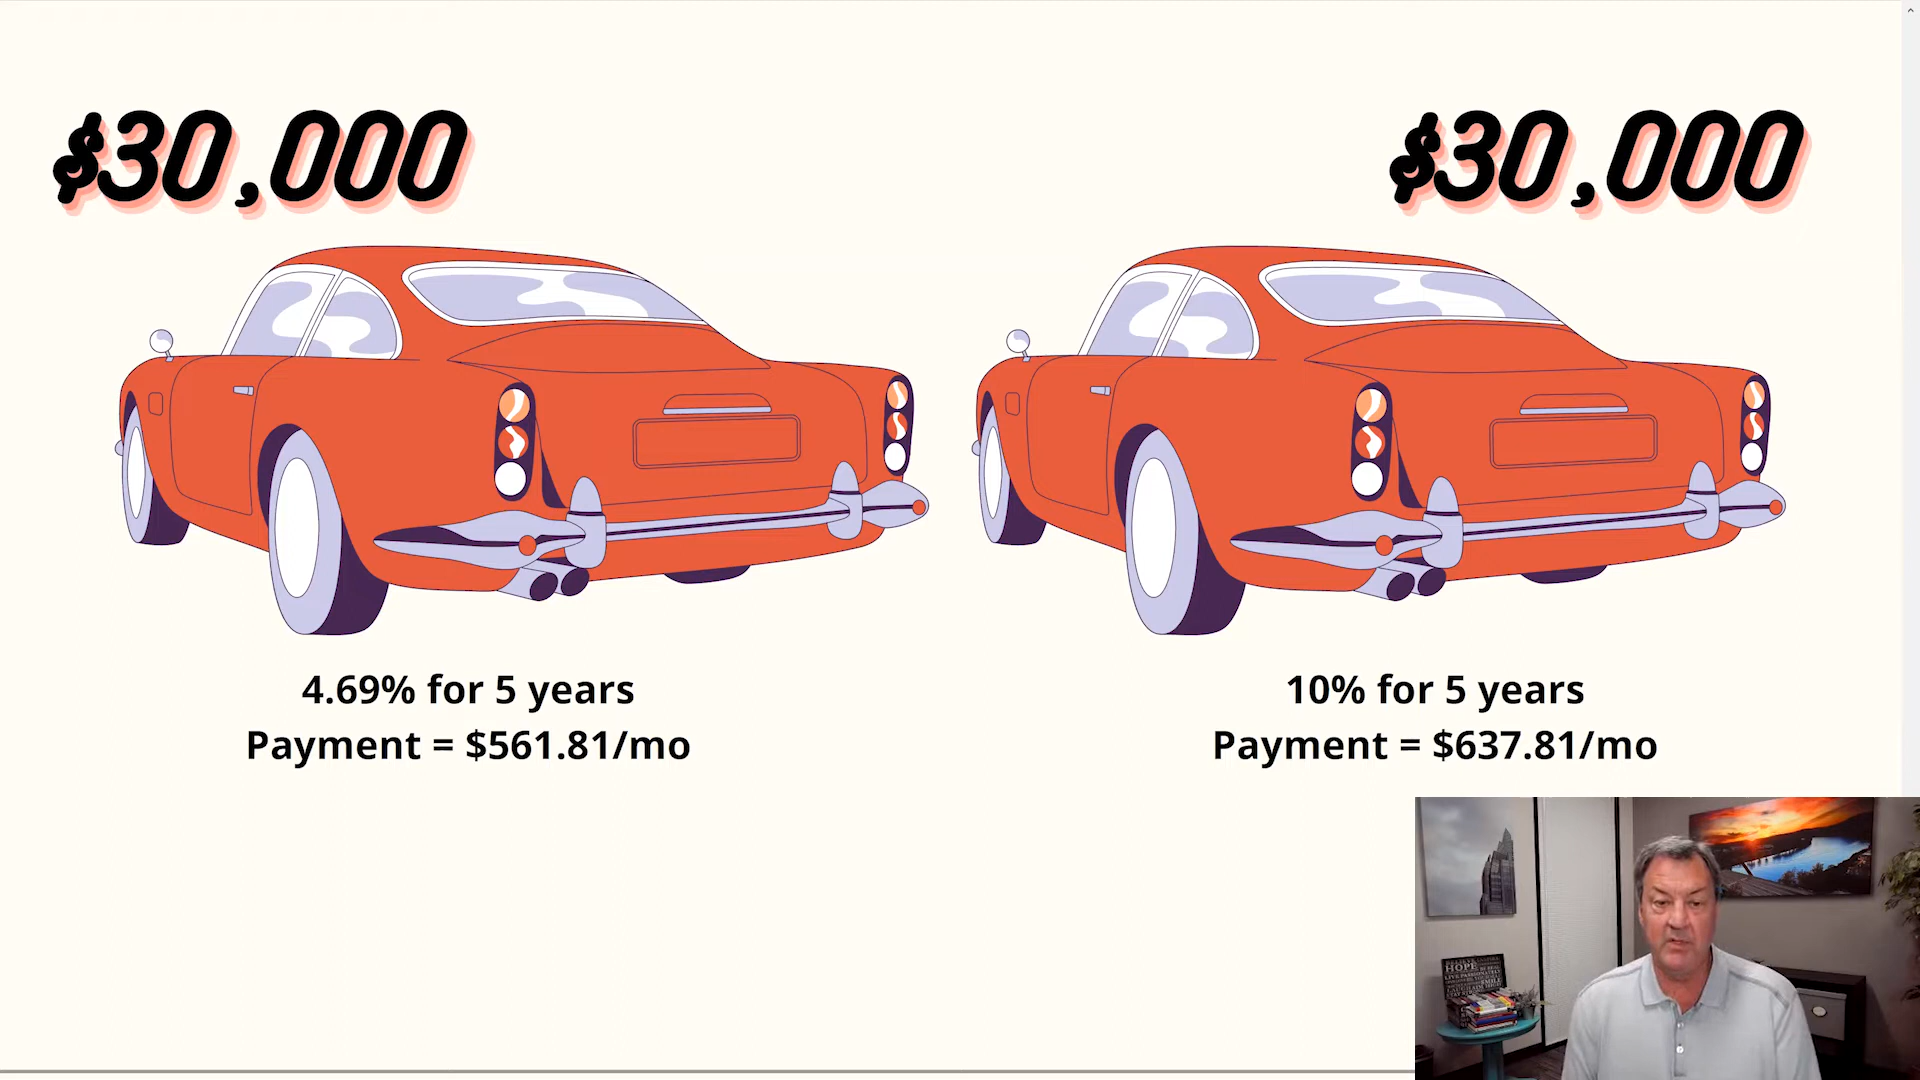 $30,000
$30,000
4.69% for 5 years
Payment = $561.81/mo
10% for 5 years
Payment = $637.81/mo
HOPE